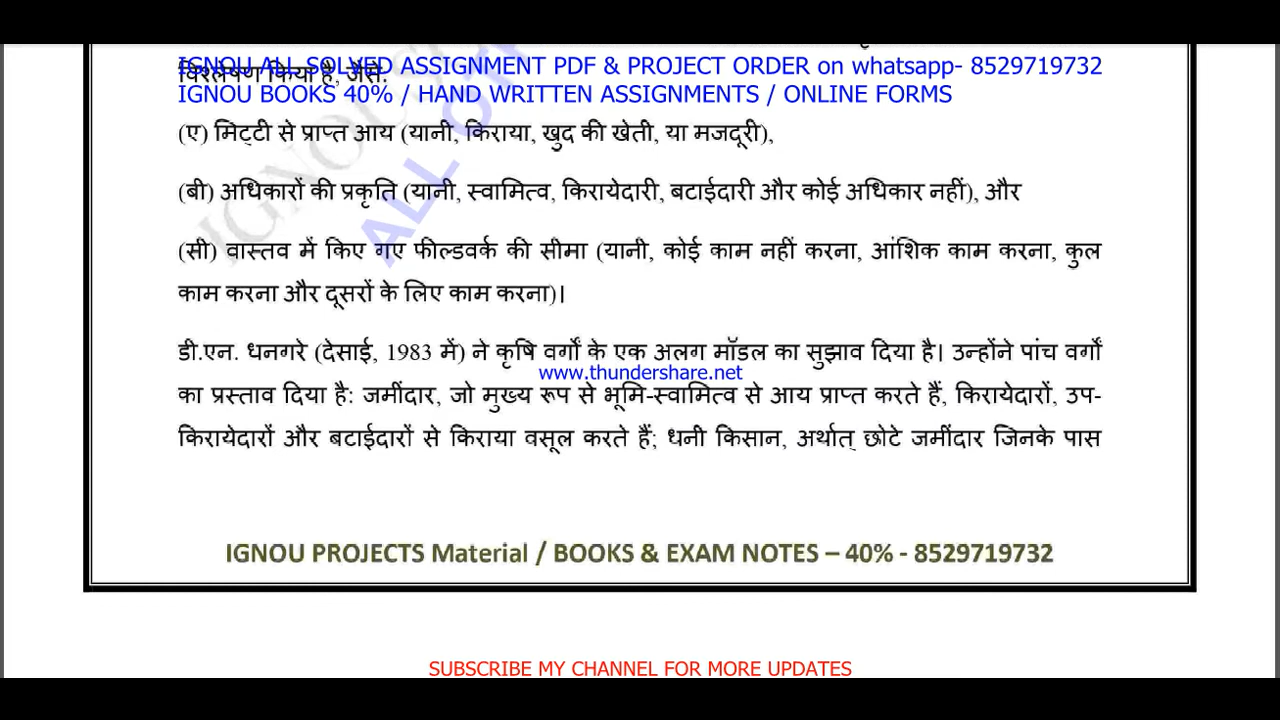 IGNOU ALL SOLVED ASSIGNMENT PDF & PROJECT ORDER on whatsapp- 8529719732
विश्लेषण किया है, जैसे:
IGNOU BOOKS 40% / HAND WRITTEN ASSIGNMENTS / ONLINE FORMS
(ए) मिट्टी से प्राप्त आय (यानी, किराया, खुद की खेती, या मजदूरी),
(बी) अधिकारों की प्रकृति (यानी, स्वामित्व, किरायेदारी, बटाईदारी और कोई अधिकार नहीं), और
(सी) वास्तव में किए गए फील्डवर्क की सीमा (यानी, कोई काम नहीं करना, आंशिक काम करना, कुल
काम करना और दूसरों के लिए काम करना)।
डी.एन. धनगरे (देसाई, 1983 में) ने कृषि वर्गों के एक अलग मॉडल का सुझाव दिया है। उन्होंने पांच वर्गों
www.thundershare.net
का प्रस्ताव दिया है: जमींदार, जो मुख्य रूप से भूमि-स्वामित्व से आय प्राप्त करते हैं, किरायेदारों, उप-
किरायेदारों और बटाईदारों से किराया वसूल करते हैं; धनी किसान, अर्थात् छोटे जमींदार जिनके पास
IGNOU PROJECTS Material / BOOKS & EXAM NOTES – 40% - 8529719732
SUBSCRIBE MY CHANNEL FOR MORE UPDATES